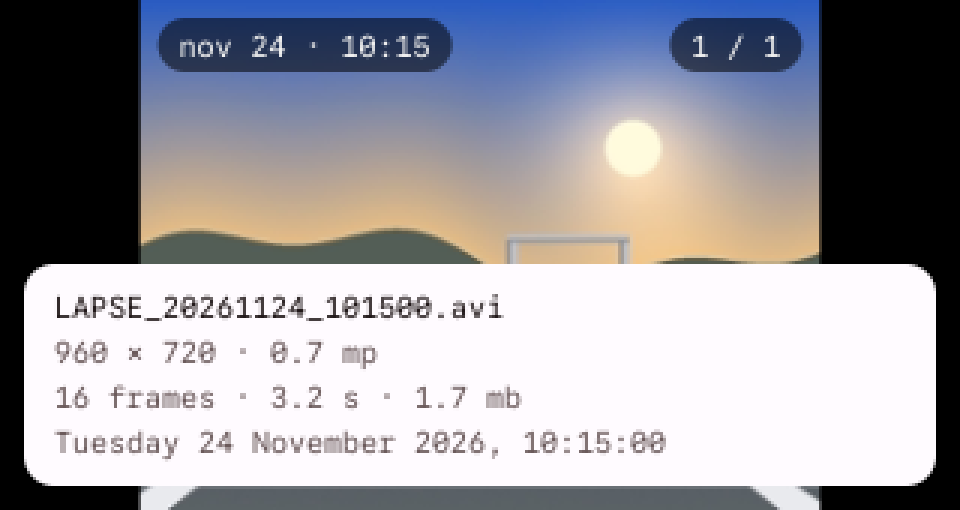 nov 24 · 10:15
1 / 1
LAPSE_20261124_101500.avi
960 × 720 · 0.7 mp
16 frames · 3.2 s · 1.7 mb
Tuesday 24 November 2026, 10:15:00